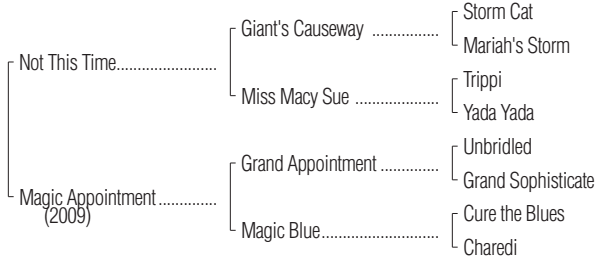 Storm Cat
Giant's Causeway ................
Mariah's Storm
Not This Time........................
Trippi
Miss Macy Sue ....................
Yada Yada
Unbridled
Grand Appointment ..............
Grand Sophisticate
Magic Appointment..............
(2009)
Cure the Blues
Magic Blue............................
Charedi